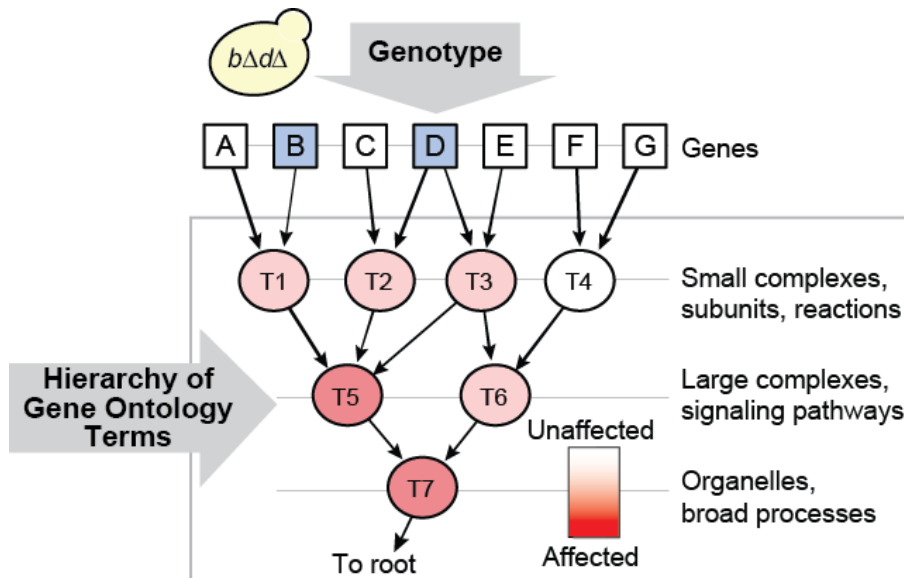 bΔdΔ
Genotype
A B C D E F G Genes
T1 T2 T3 T4
Small complexes,
subunits, reactions
Hierarchy of
Gene Ontology
Terms
T5 T6
Large complexes,
signaling pathways
Unaffected
T7
Organelles,
broad processes
Affected
To root